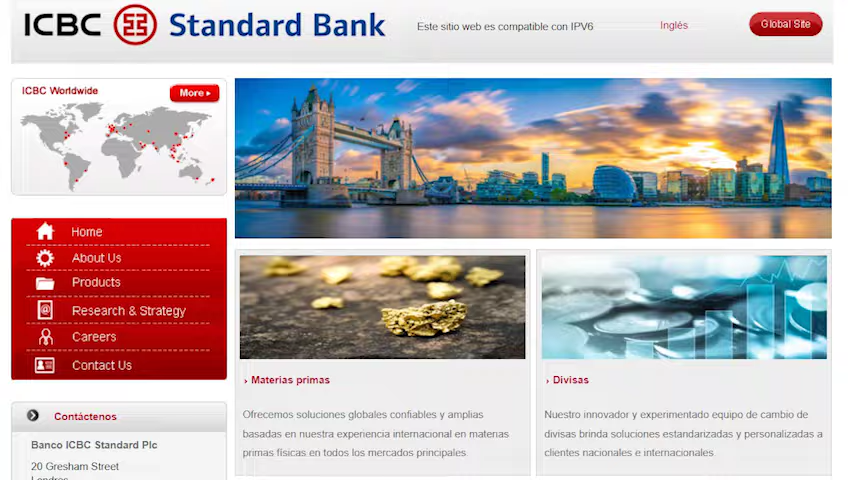 ICBC Standard Bank
Este sitio web es compatible con IPV6
Inglés
Global Site
ICBC Worldwide
More
Home
About Us
Products
Research & Strategy
Careers
Contact Us
Contáctenos
Banco ICBC Standard Plc
20 Gresham Street
Londres
Materias primas
Ofrecemos soluciones globales confiables y amplias
basadas en nuestra experiencia internacional en materias
primas físicas en todos los mercados principales
Divisas
Nuestro innovador y experimentado equipo de cambio de
divisas brinda soluciones estandarizadas y personalizadas a
clientes nacionales e internacionales